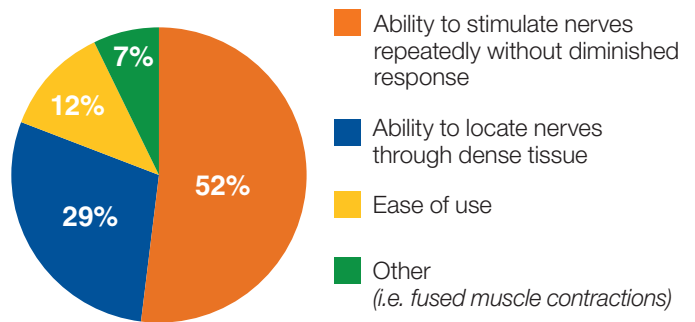 7%
12%
52%
29%
Ability to stimulate nerves
repeatedly without diminished
response
Ability to locate nerves
through dense tissue
Ease of use
Other
(i.e. fused muscle contractions)